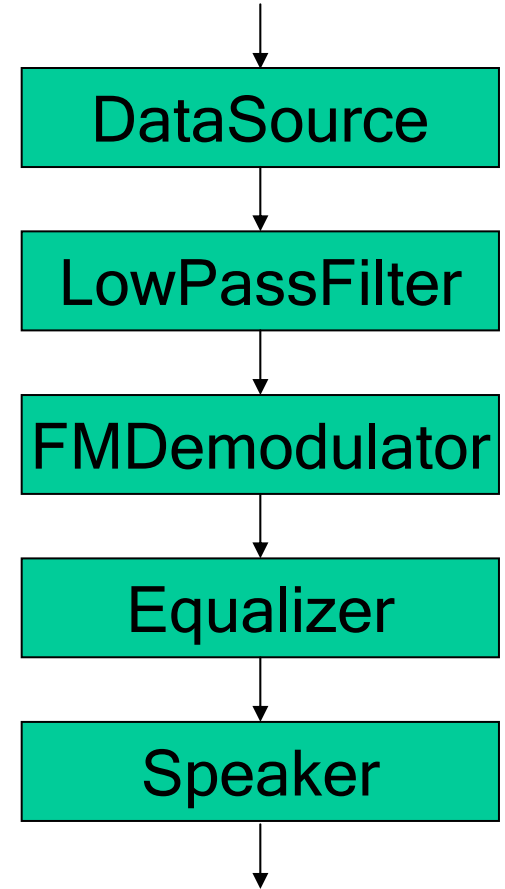 DataSource
LowPassFilter
FMDemodulator
Equalizer
Speaker